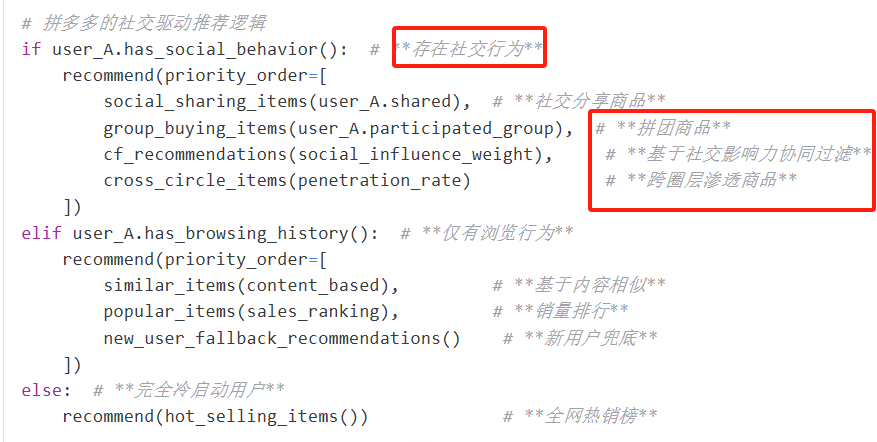 # 拼多多的社交驱动推荐逻辑
if user_A.has_social_behavior():  # **存在社交行为**
    recommend(priority_order=[
        social_sharing_items(user_A.shared),  # **社交分享商品**
        group_buying_items(user_A.participated_group), # **拼团商品**
        cf_recommendations(social_influence_weight),     # **基于社交影响力协同过滤**
        cross_circle_items(penetration_rate)             # **跨圈层渗透商品**
    ])
elif user_A.has_browsing_history():  # **仅有浏览行为**
    recommend(priority_order=[
        similar_items(content_based),         # **基于内容相似**
        popular_items(sales_ranking),         # **销量排行**
        new_user_fallback_recommendations()    # **新用户兜底**
    ])
else:  # **完全冷启动用户**
    recommend(hot_selling_items())             # **全网热销榜**